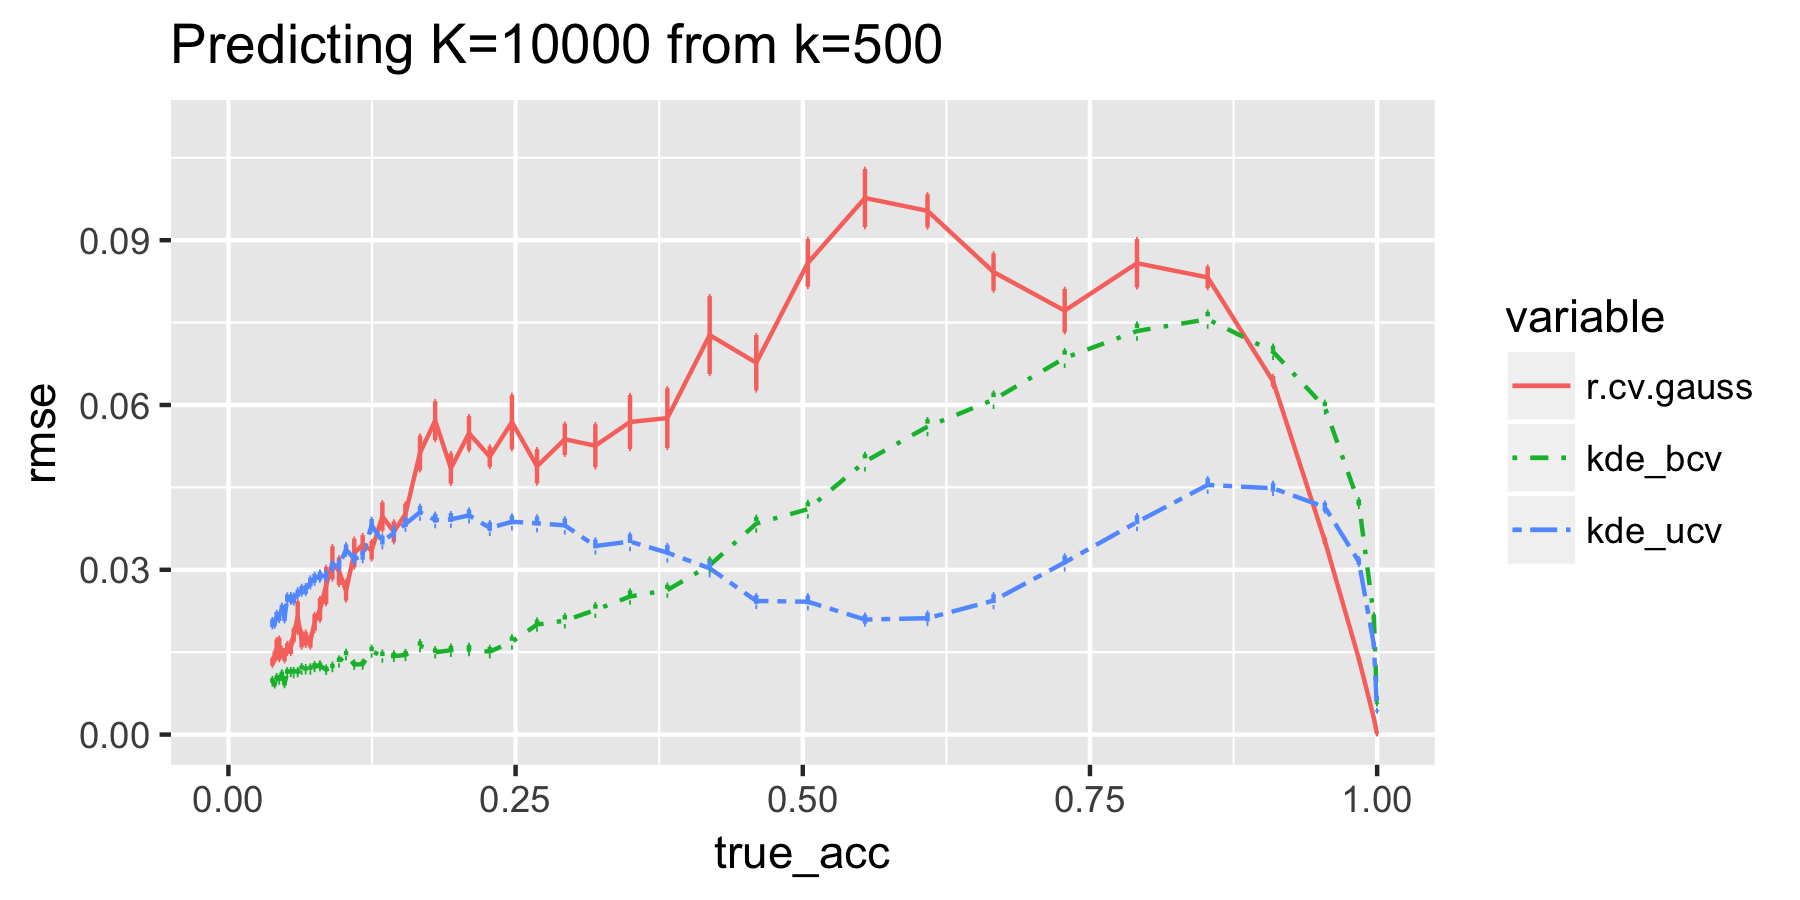 Predicting K=10000 from k=500
0.09
0.06
0.03
0.00
rmse
0.00 0.25 0.50 0.75 1.00
true_acc
variable
r.cv.gauss
kde_bcv
kde_ucv